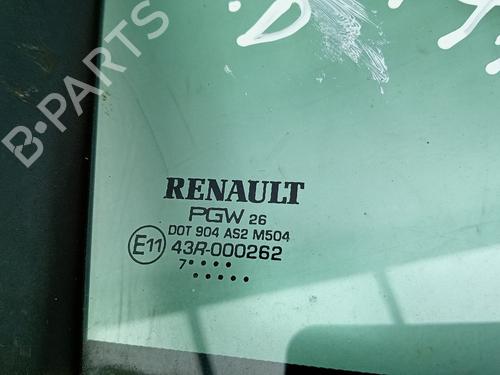 RENAULT
PGW 26
DOT 904 AS2 M504
E11 43R-000262
7 •••• 
•••••
B-PARTS